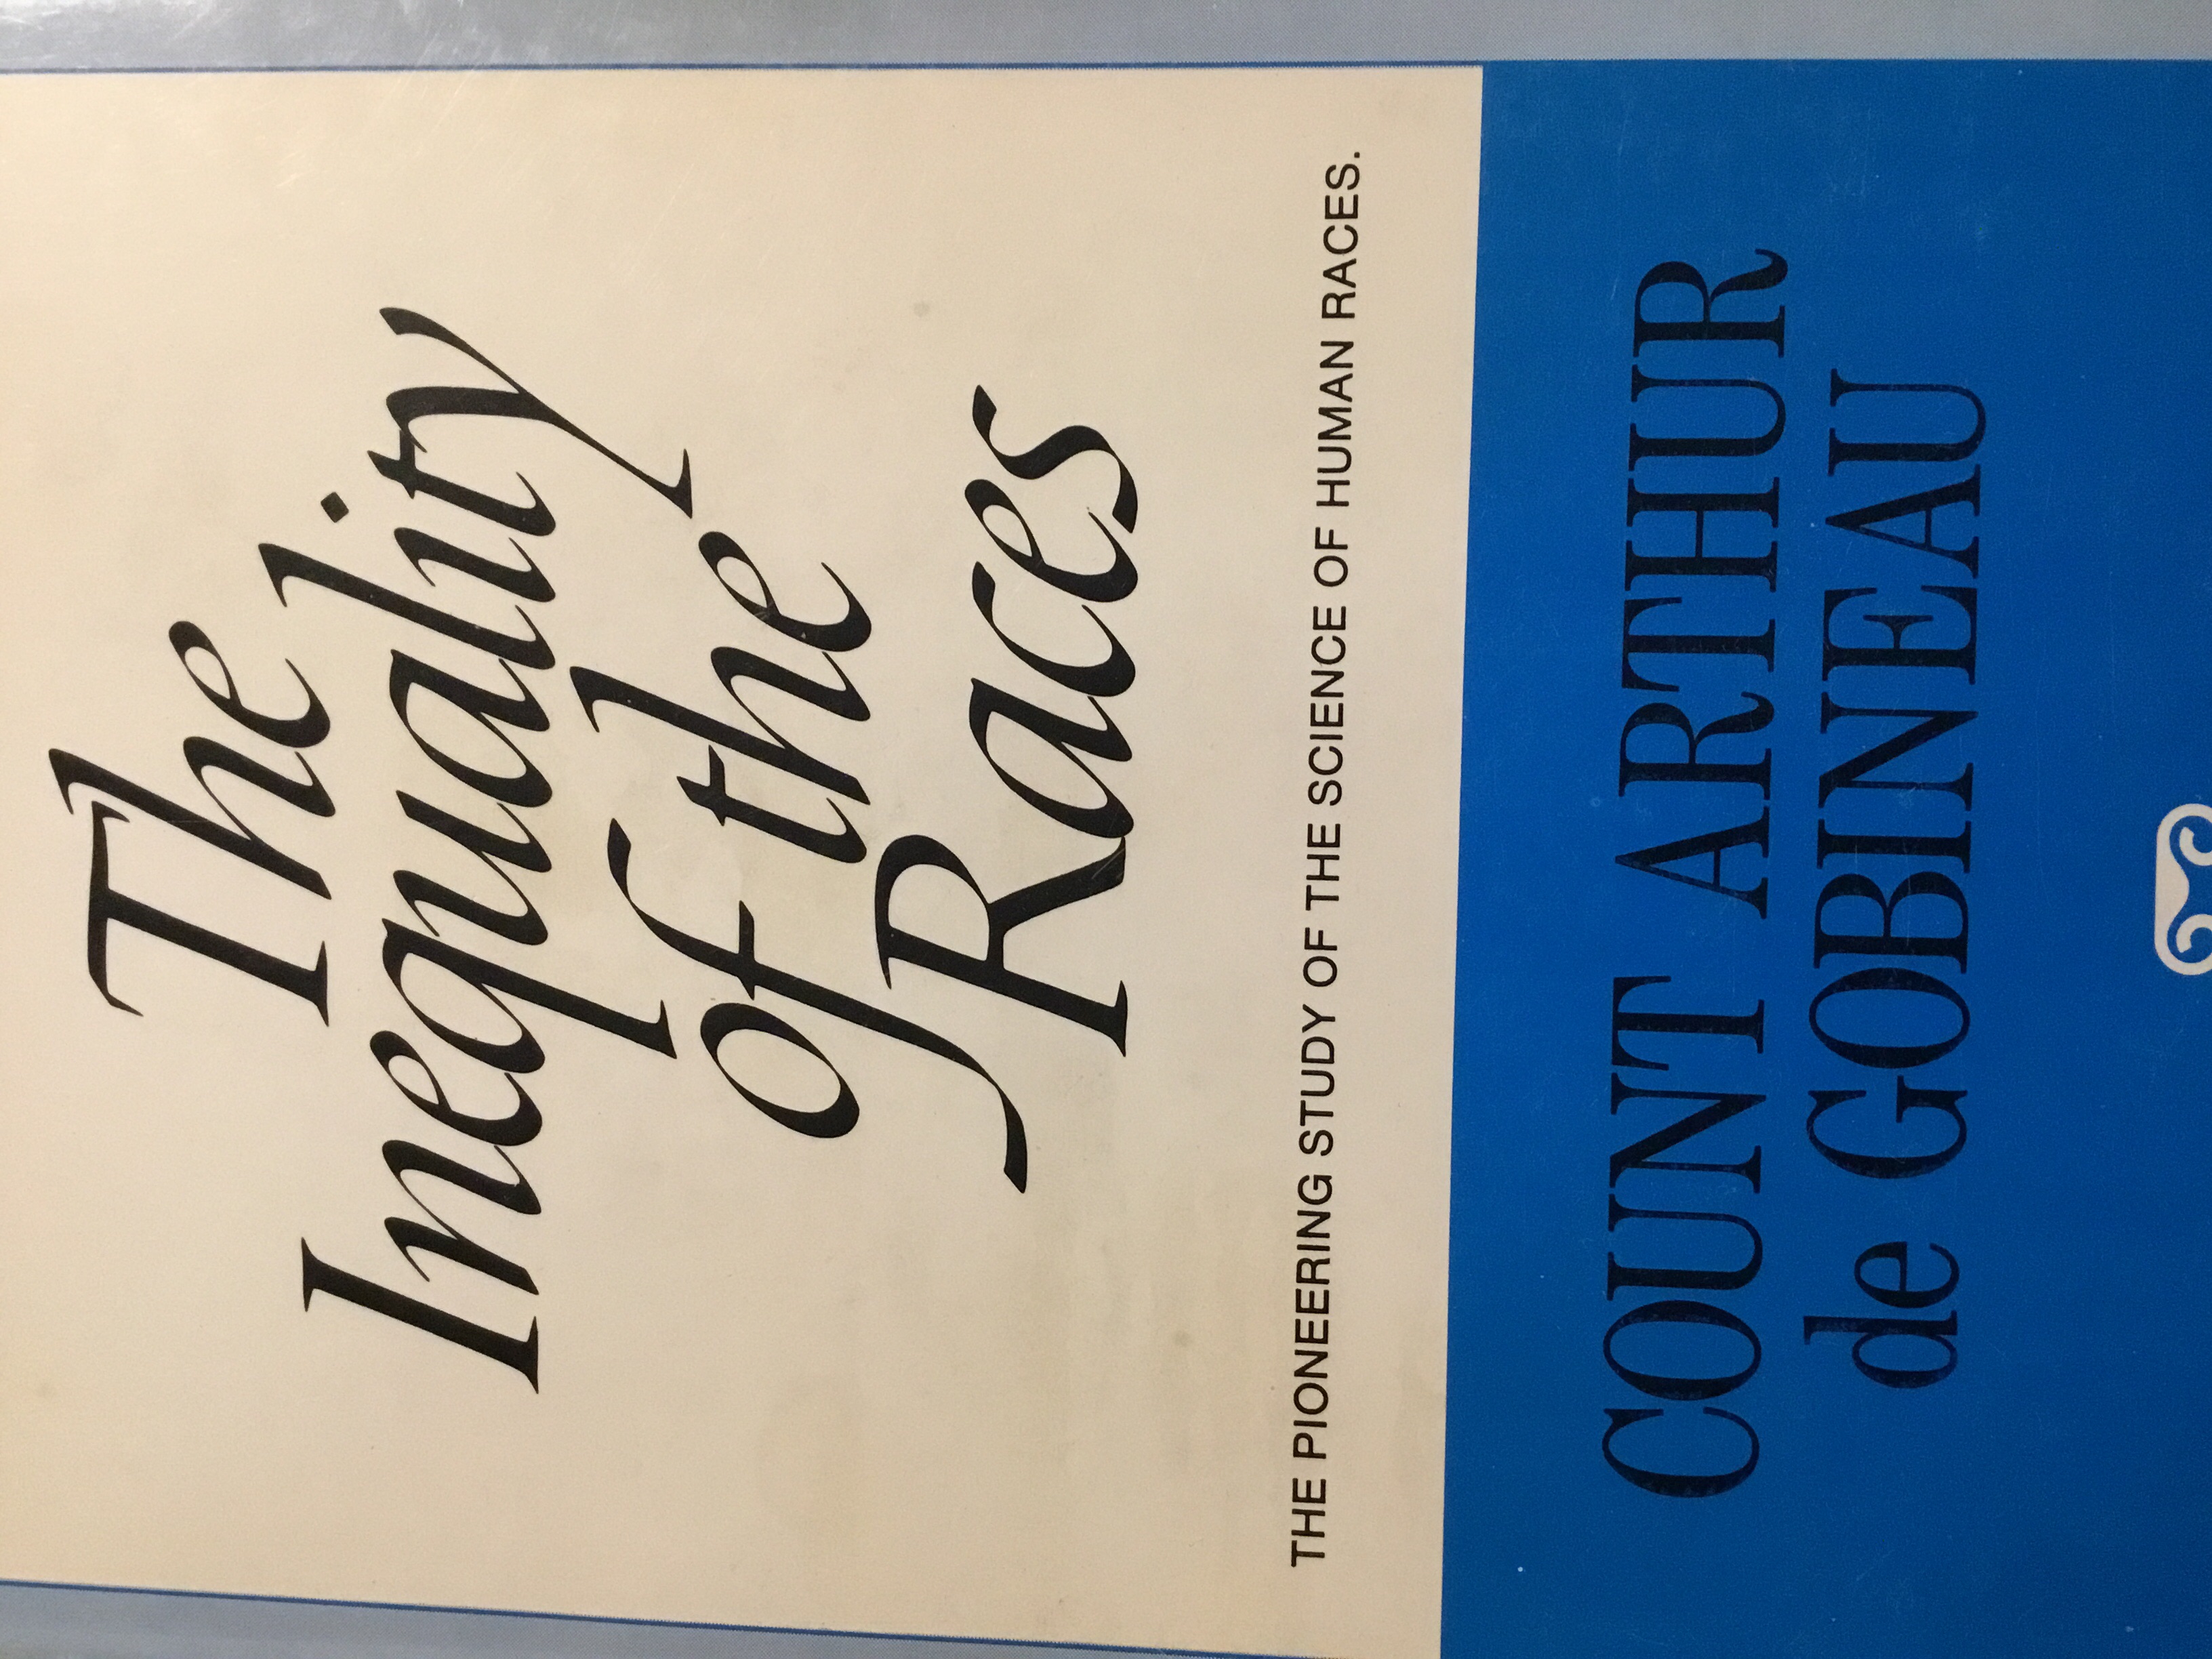 The
Inequality
of the
Races
THE PIONEERING STUDY OF THE SCIENCE OF HUMAN RACES.
COUNT ARTHUR
de GOBINEAU